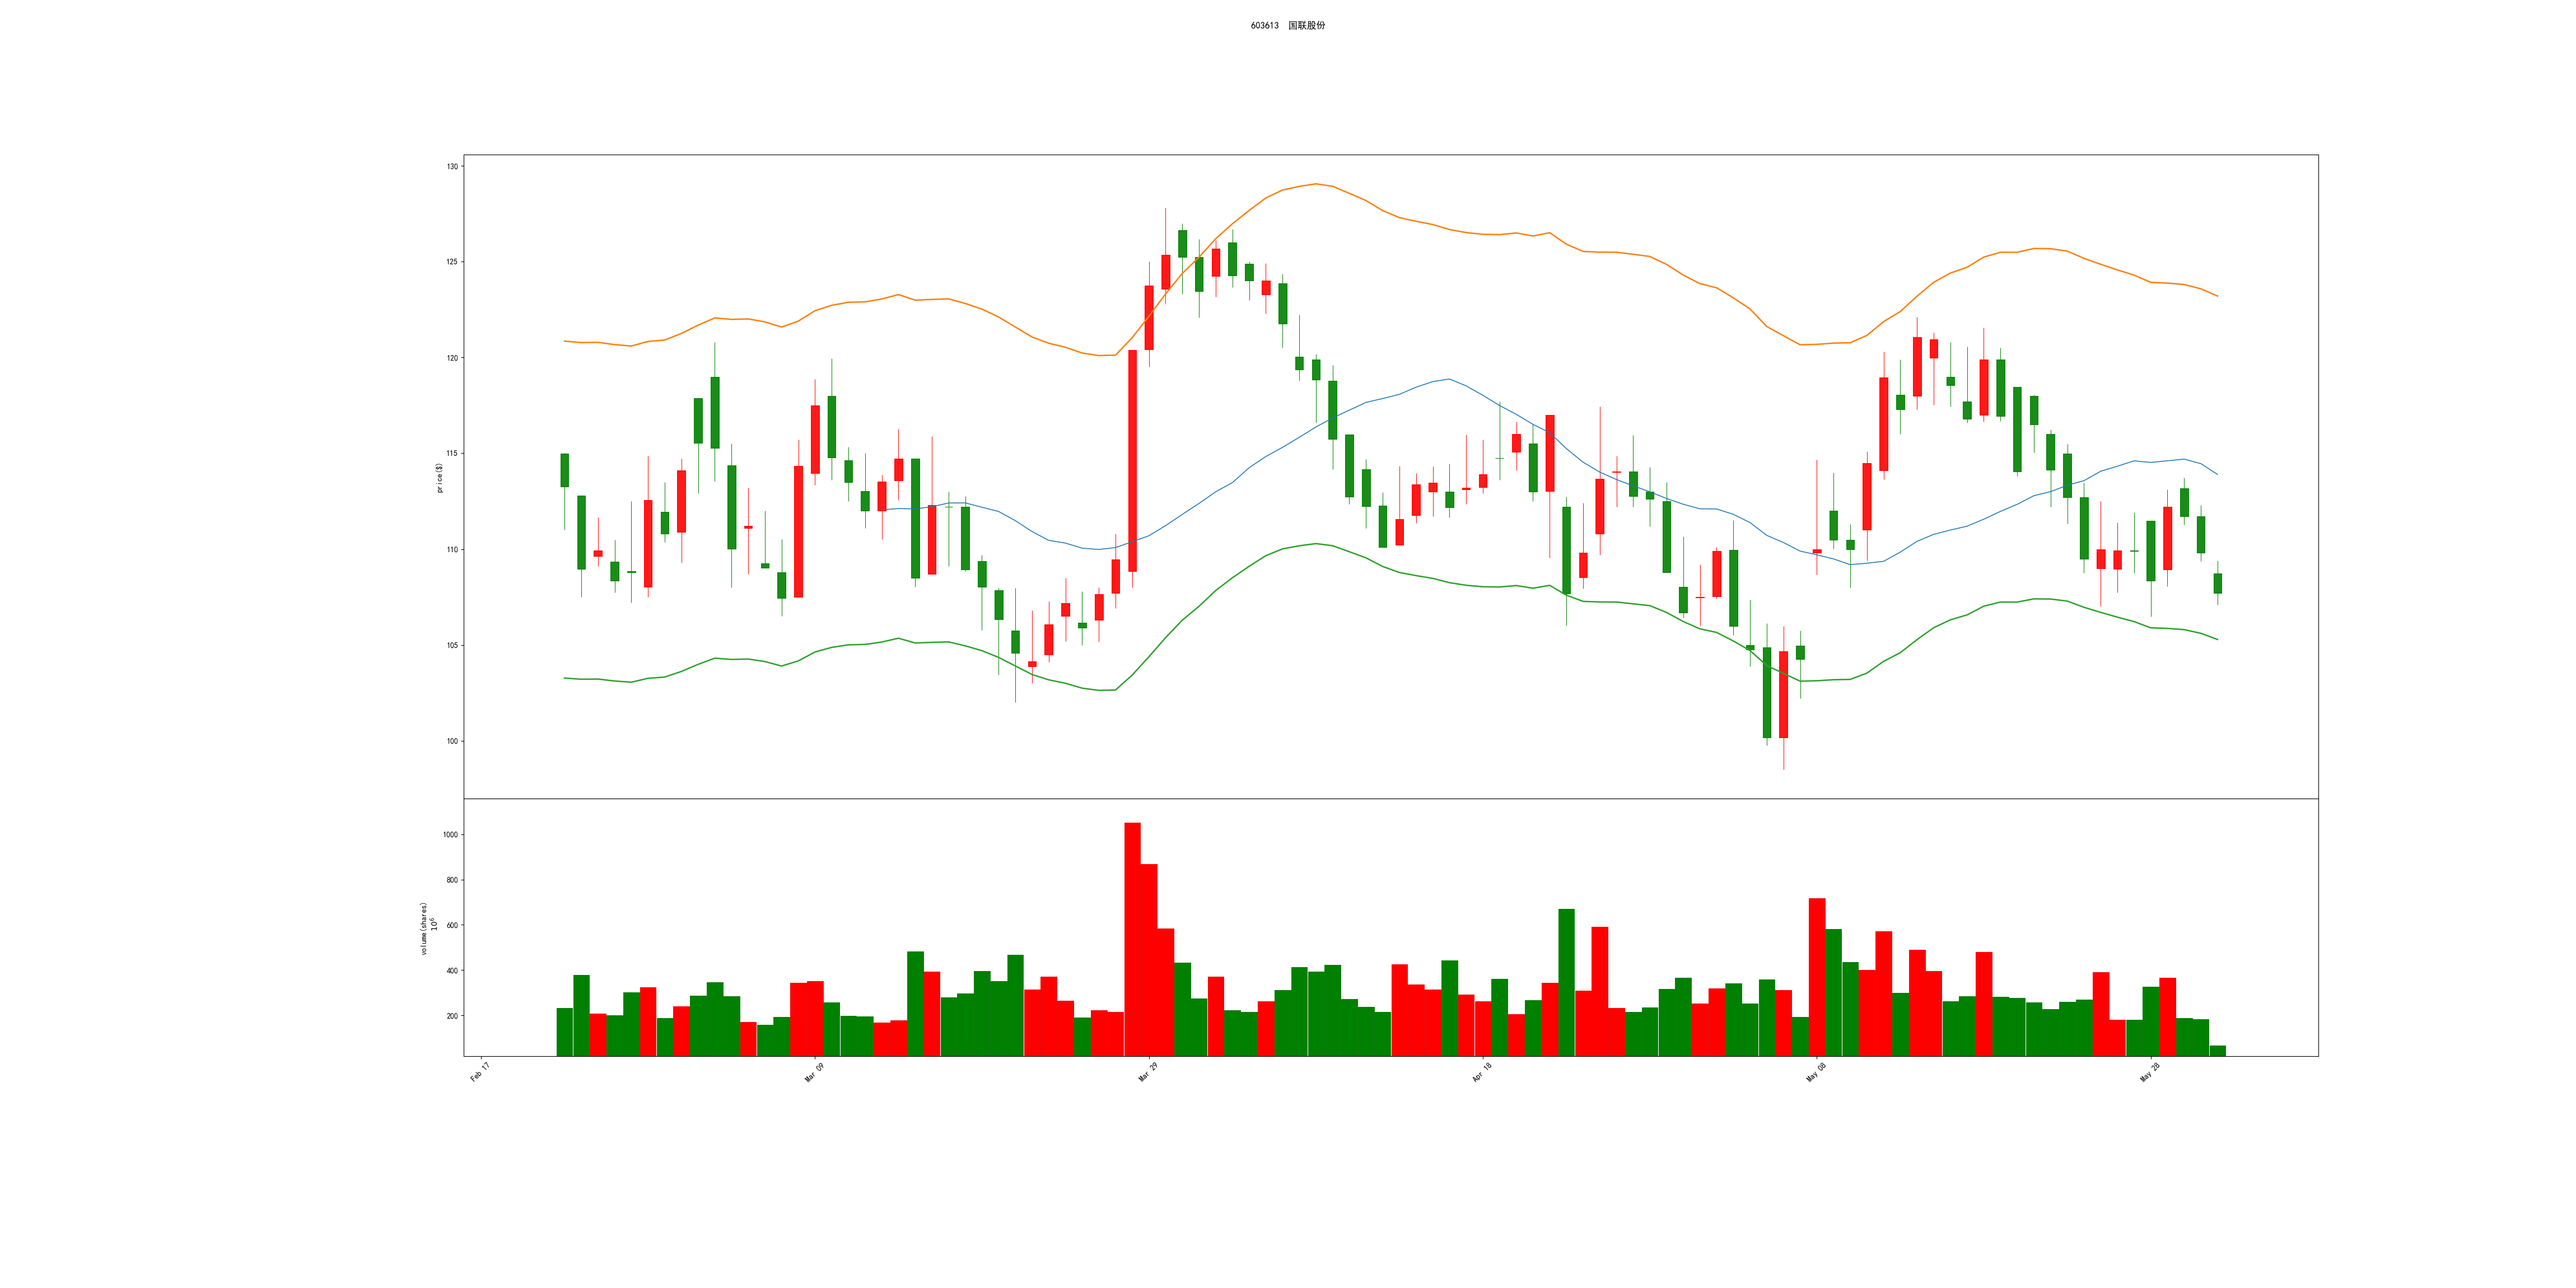 603613 国联股份
130
125
120
115
110
105
100
price($)
1000
800
600
400
200
volume(shares)
10^6
Feb 17
Mar 09
Mar 29
Apr 18
May 08
May 28